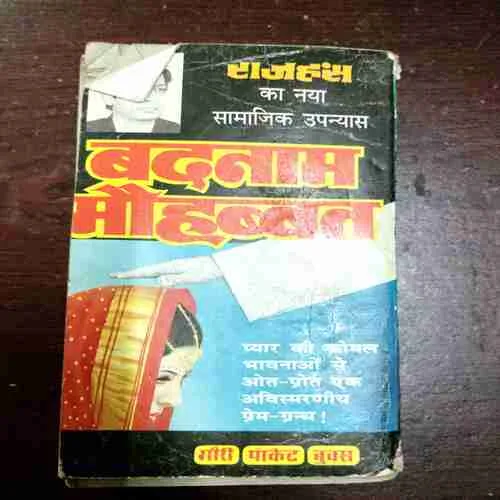 राजहंस
का नया
सामाजिक उपन्यास
बदनाम
मौहब्बत
प्यार की कोमल
भावनाओं से
ओत-प्रोत एक
अविस्मरणीय
प्रेम-ग्रन्थ !
गौरी पाकेट बुक्स